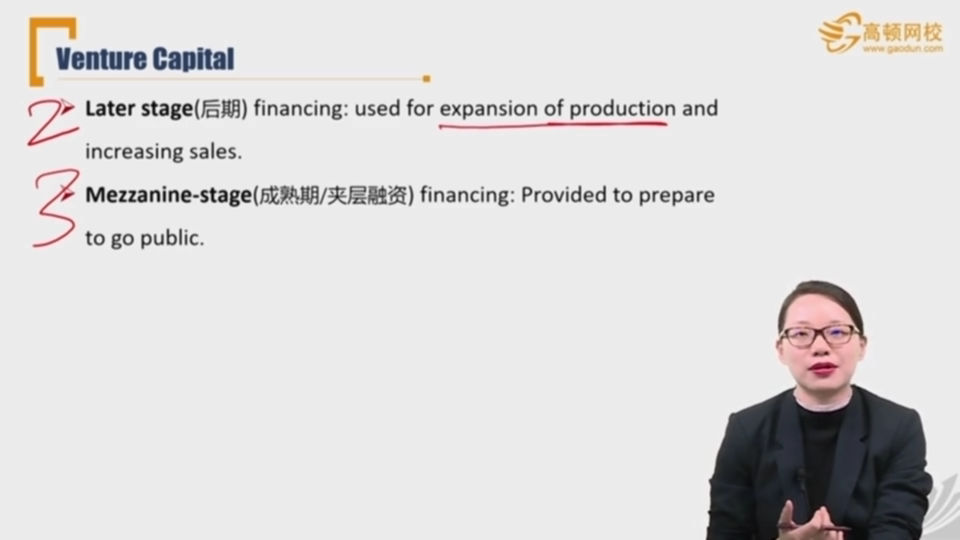 Venture Capital
高顿网校
www.gaodun.com
2
Later stage(后期) financing: used for expansion of production and
increasing sales.
3
Mezzanine-stage(成熟期/夹层融资) financing: Provided to prepare
to go public.